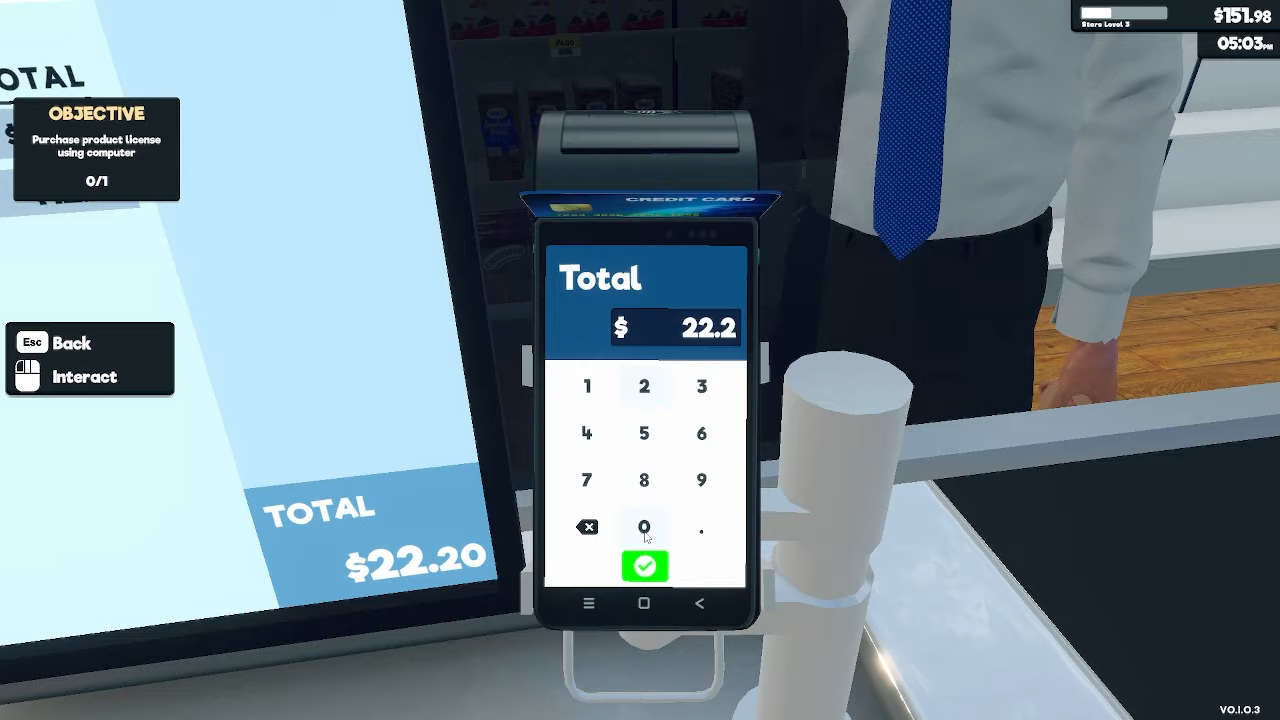 $151.98
Store Level 3
05:03PM
OTAL
OBJECTIVE
Purchase product license
using computer
0/1
CREDIT CARD
Total
$ 22.2
Esc Back
Interact
1 2 3
4 5 6
7 8 9
0 .
TOTAL
$22.20
V0.1.0.3